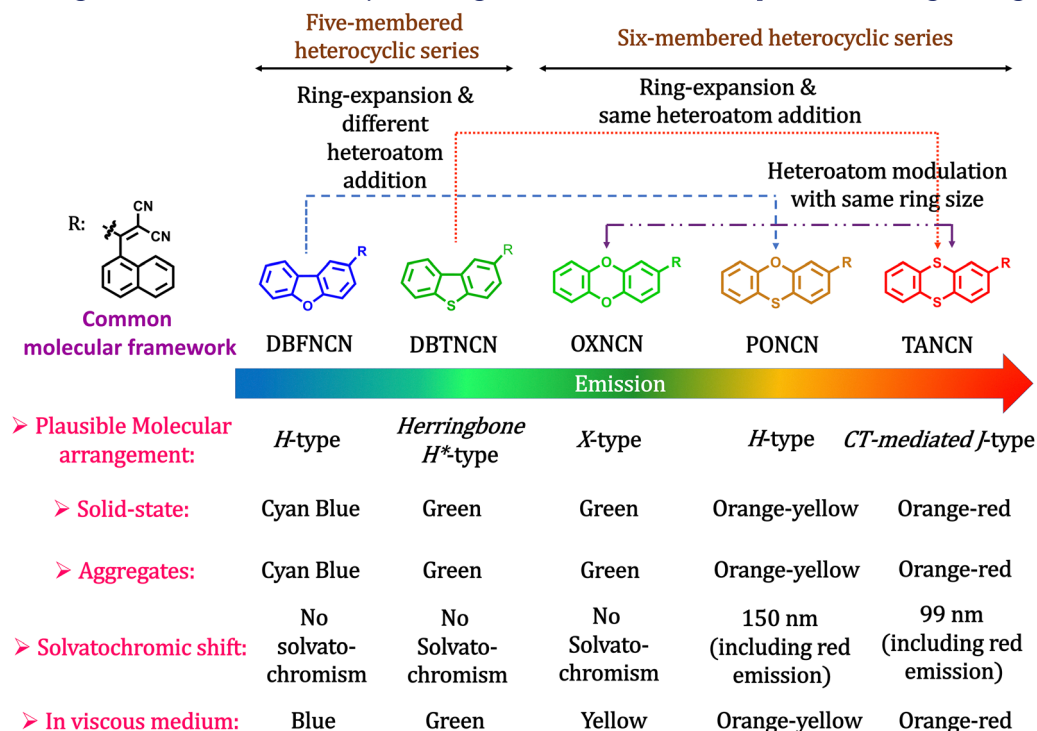 Five-membered
heterocyclic series
Six-membered heterocyclic series
Ring-expansion &
different
heteroatom
addition
Ring-expansion &
same heteroatom addition
Heteroatom modulation
with same ring size
R:
CN
CN
R
O
R
S
O
R
O
O
R
S
S
R
S
Common
molecular framework
DBFNCN DBTNCN OXNCN PONCN TANCN
Emission
➢ Plausible Molecular
arrangement:
H-type
Herringbone
H*-type
X-type
H-type
CT-mediated J-type
➢ Solid-state: Cyan Blue Green Green Orange-yellow Orange-red
➢ Aggregates: Cyan Blue Green Green Orange-yellow Orange-red
➢ Solvatochromic shift:
No
solvato-
chromism
No
Solvato-
chromism
No
Solvato-
chromism
150 nm
(including red
emission)
99 nm
(including red
emission)
➢ In viscous medium: Blue Green Yellow Orange-yellow Orange-red